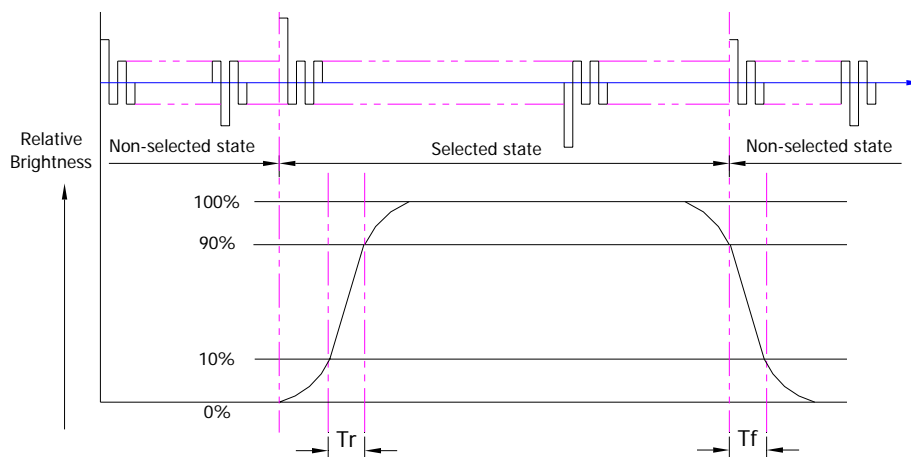 Relative
Brightness
Non-selected state
Selected state
Non-selected state
100%
90%
10%
0%
Tr
Tf